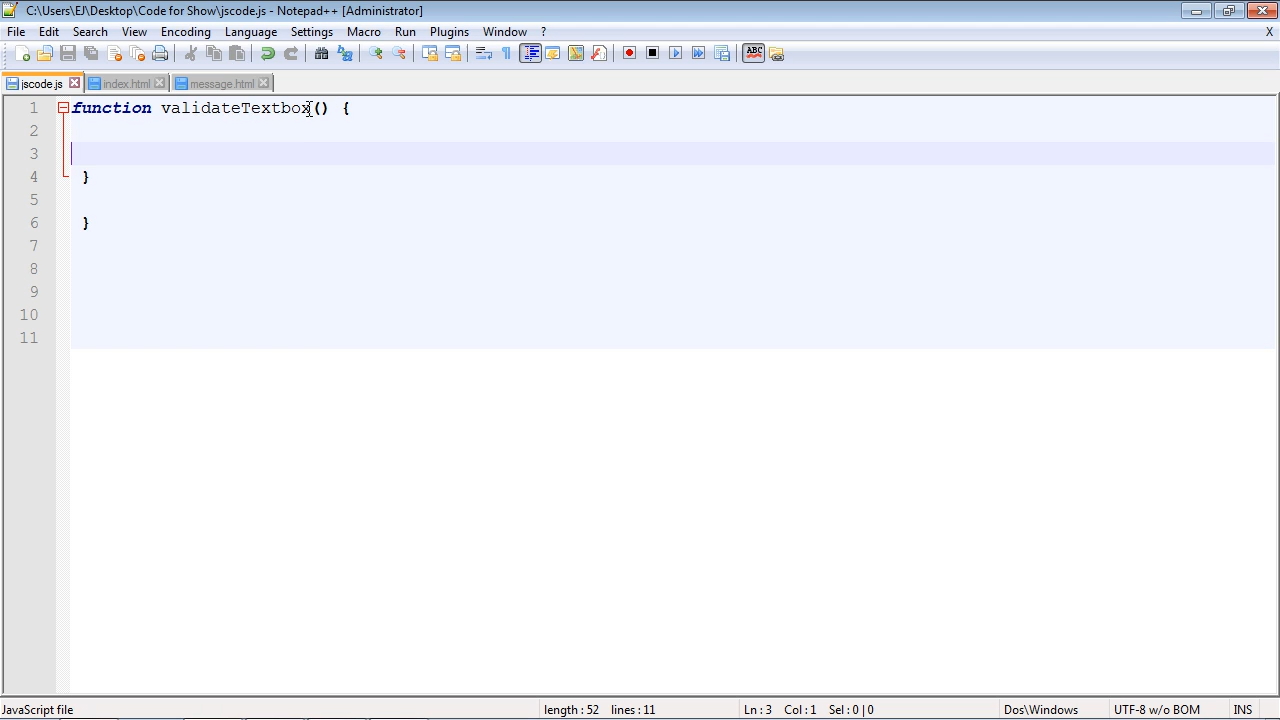 C:\Users\EJ\Desktop\Code for Show\jscode.js - Notepad++ [Administrator]
File Edit Search View Encoding Language Settings Macro Run Plugins Window ? X
ABC
jscode.js index.html message.html
1 function validateTextbox() {
2
3
4 }
5
6 }
7
8
9
10
11
JavaScript file length : 52 lines : 11 Ln : 3 Col : 1 Sel : 0 | 0 Dos\Windows UTF-8 w/o BOM INS